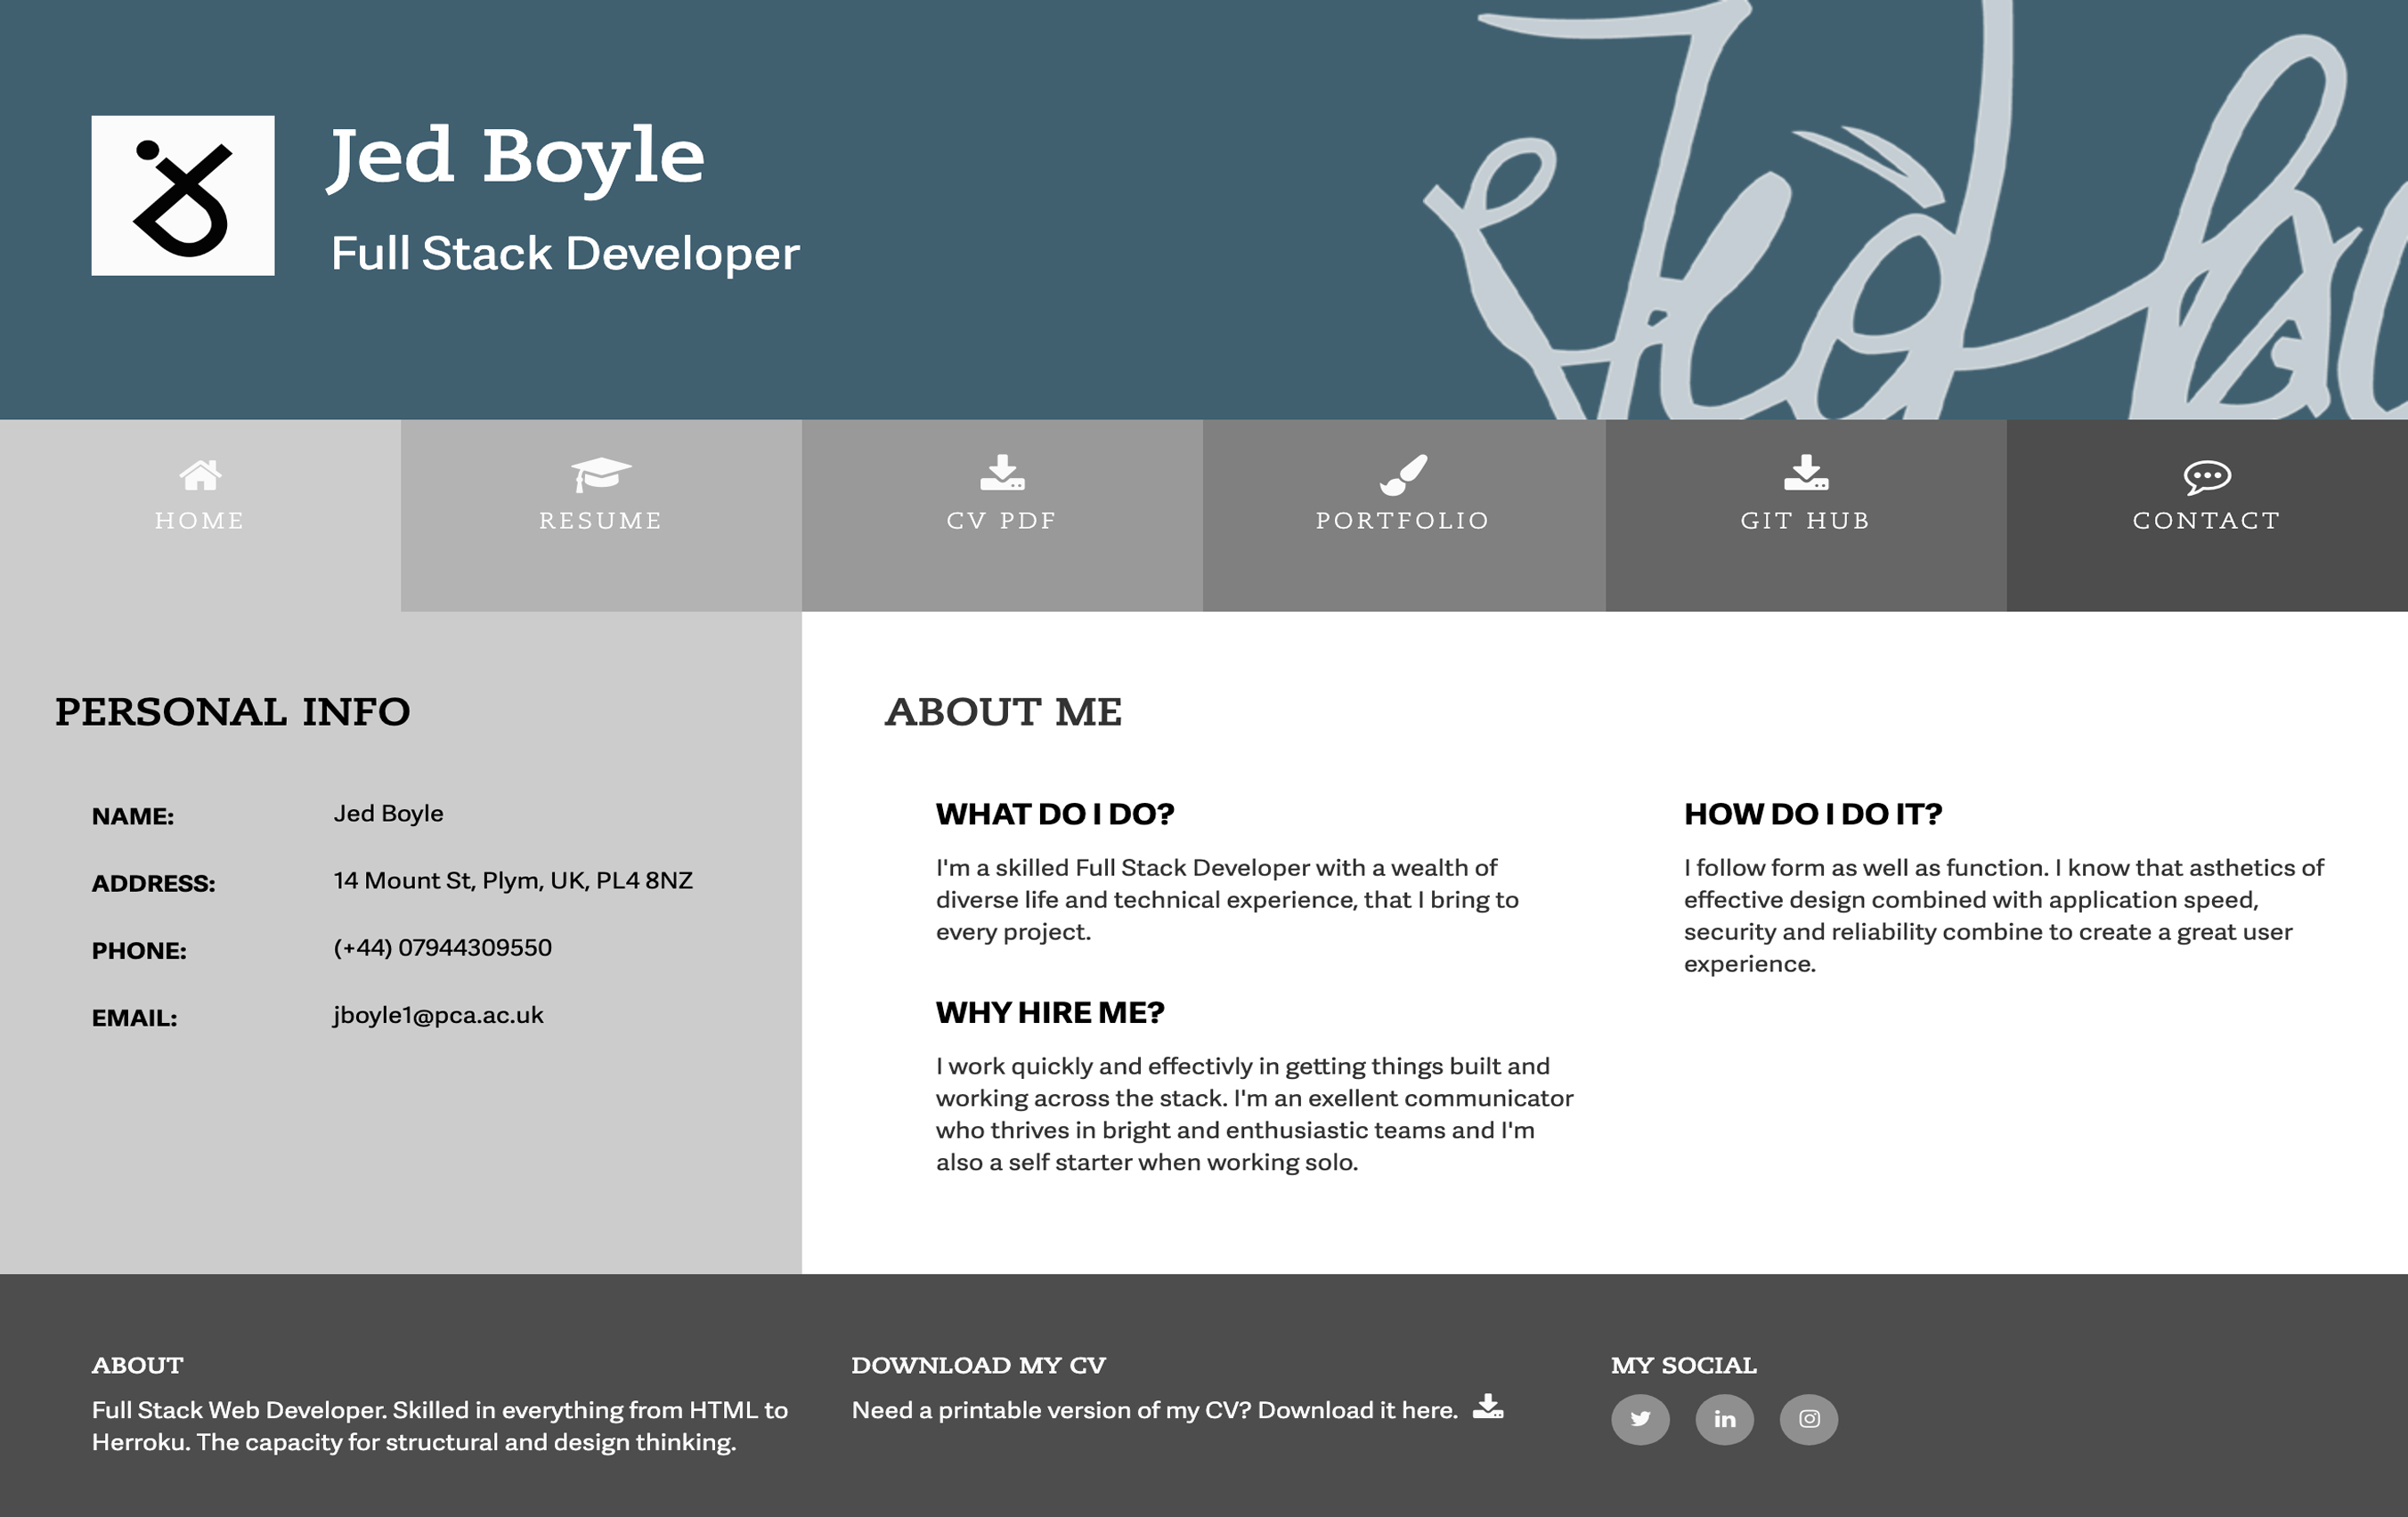 Jed Boyle
Full Stack Developer
Jed
HOME
RESUME
CV PDF
PORTFOLIO
GIT HUB
CONTACT
PERSONAL INFO
NAME: Jed Boyle
ADDRESS: 14 Mount St, Plym, UK, PL4 8NZ
PHONE: (+44) 07944309550
EMAIL: jboyle1@pca.ac.uk
ABOUT ME
WHAT DO I DO?
I'm a skilled Full Stack Developer with a wealth of
diverse life and technical experience, that I bring to
every project.
WHY HIRE ME?
I work quickly and effectivly in getting things built and
working across the stack. I'm an exellent communicator
who thrives in bright and enthusiastic teams and I'm
also a self starter when working solo.
HOW DO I DO IT?
I follow form as well as function. I know that asthetics of
effective design combined with application speed,
security and reliability combine to create a great user
experience.
ABOUT
Full Stack Web Developer. Skilled in everything from HTML to
Herroku. The capacity for structural and design thinking.
DOWNLOAD MY CV
Need a printable version of my CV? Download it here.
MY SOCIAL
in